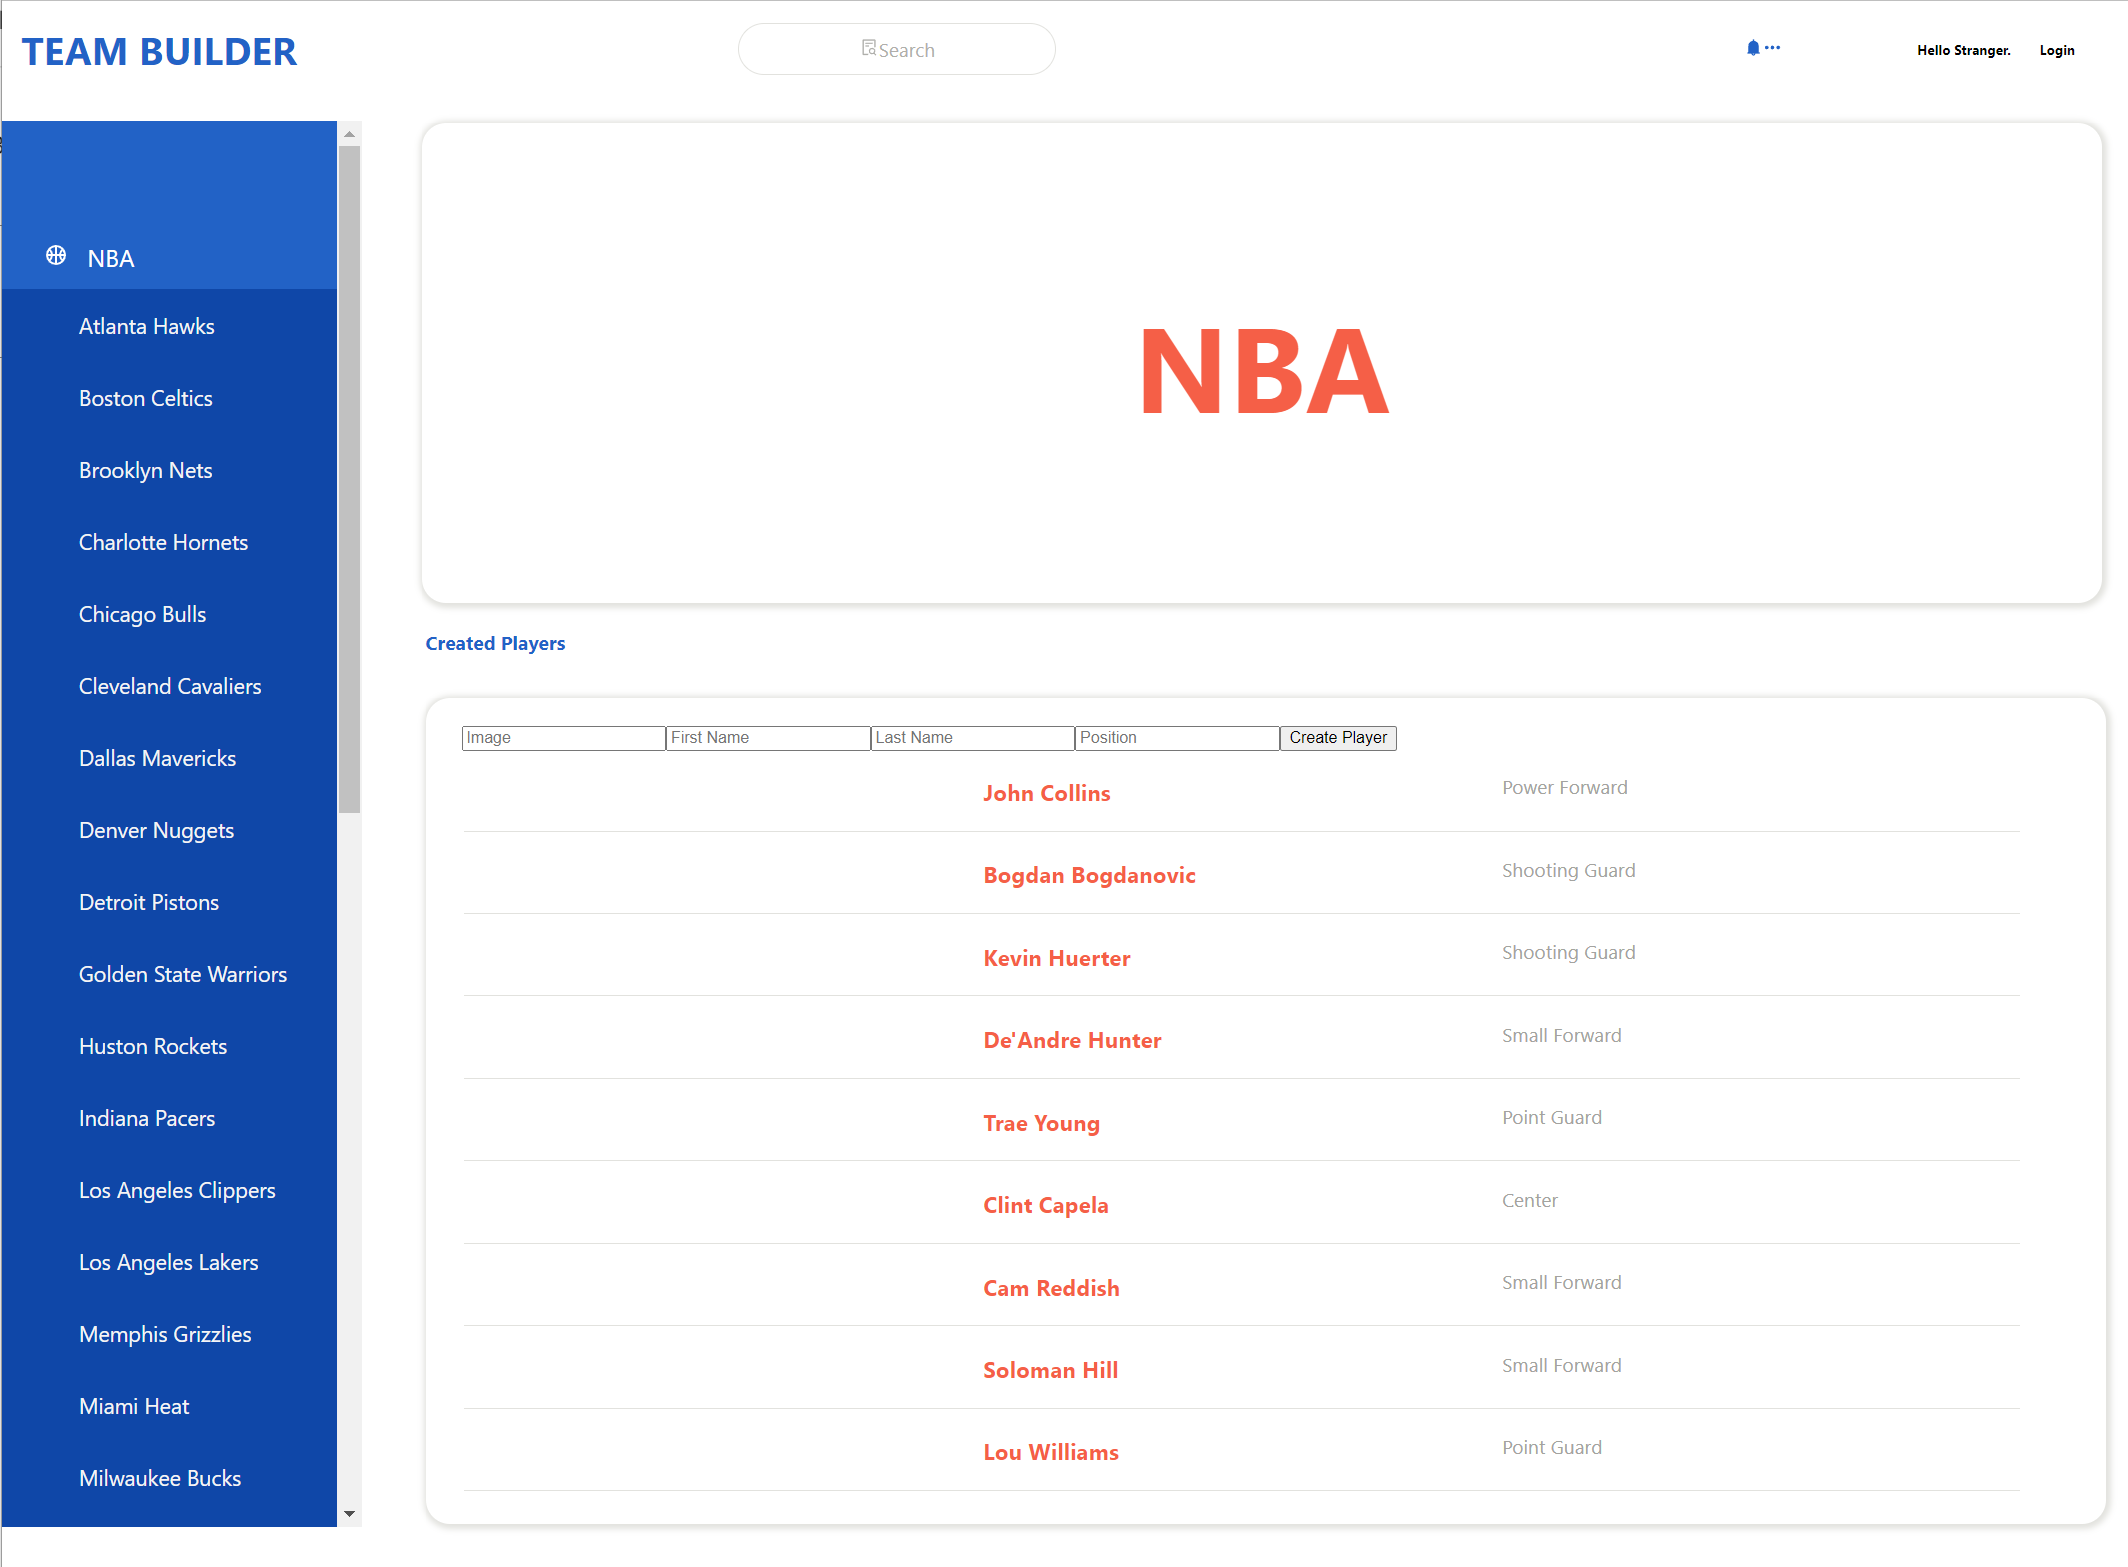 TEAM BUILDER
Search
Hello Stranger. Login
NBA
Atlanta Hawks
Boston Celtics
Brooklyn Nets
Charlotte Hornets
Chicago Bulls
Cleveland Cavaliers
Dallas Mavericks
Denver Nuggets
Detroit Pistons
Golden State Warriors
Huston Rockets
Indiana Pacers
Los Angeles Clippers
Los Angeles Lakers
Memphis Grizzlies
Miami Heat
Milwaukee Bucks
NBA
Created Players
Image First Name Last Name Position Create Player
John Collins Power Forward
Bogdan Bogdanovic Shooting Guard
Kevin Huerter Shooting Guard
De'Andre Hunter Small Forward
Trae Young Point Guard
Clint Capela Center
Cam Reddish Small Forward
Soloman Hill Small Forward
Lou Williams Point Guard